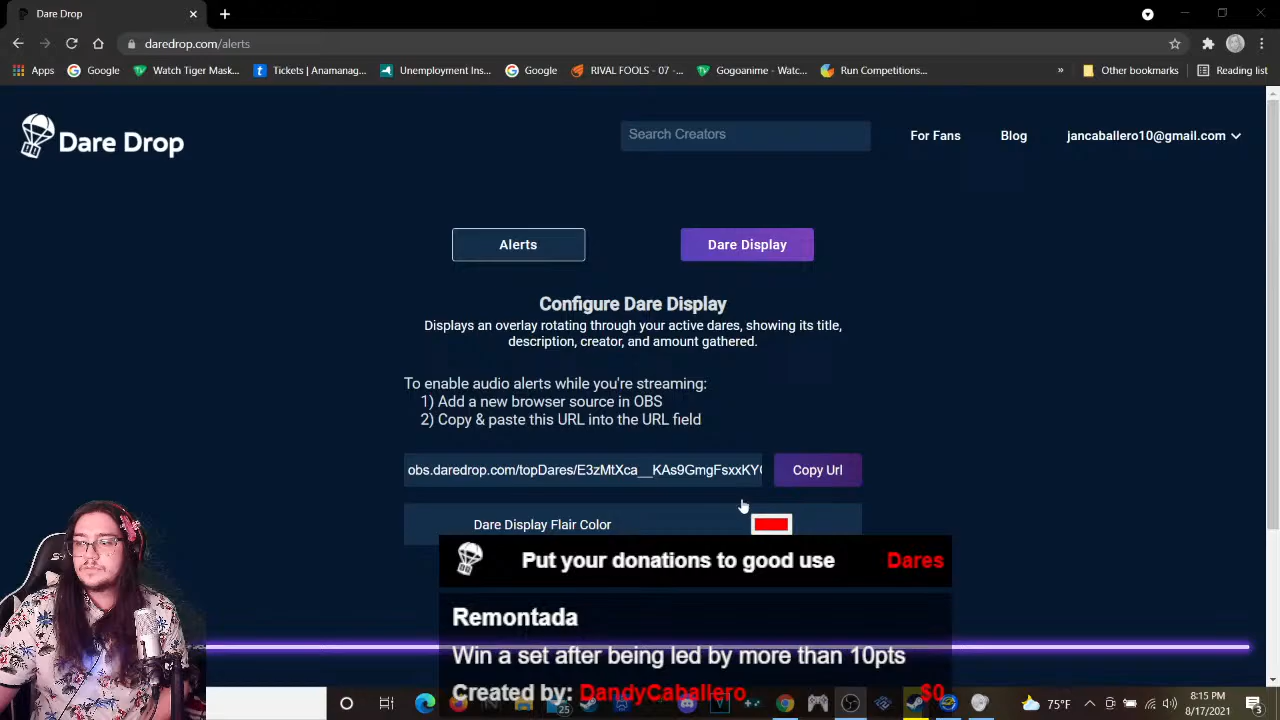 Dare Drop
daredrop.com/alerts
Apps
Google
Watch Tiger Mask...
Tickets | Anamanag...
Unemployment Ins...
Google
RIVAL FOOLS - 07 - ...
Gogoanime - Watc...
Run Competitions...
»
Other bookmarks
Reading list
Dare Drop
Search Creators
For Fans
Blog
jancaballero10@gmail.com
Alerts
Dare Display
Configure Dare Display
Displays an overlay rotating through your active dares, showing its title,
description, creator, and amount gathered.
To enable audio alerts while you're streaming:
1) Add a new browser source in OBS
2) Copy & paste this URL into the URL field
obs.daredrop.com/topDares/E3zMtXca__KAs9GmgFsxxKY
Copy Url
Dare Display Flair Color
Put your donations to good use
Dares
Remontada
Win a set after being led by more than 10pts
Created by: DandyCaballero
$0
25
75°F
8:15 PM
8/17/2021
3